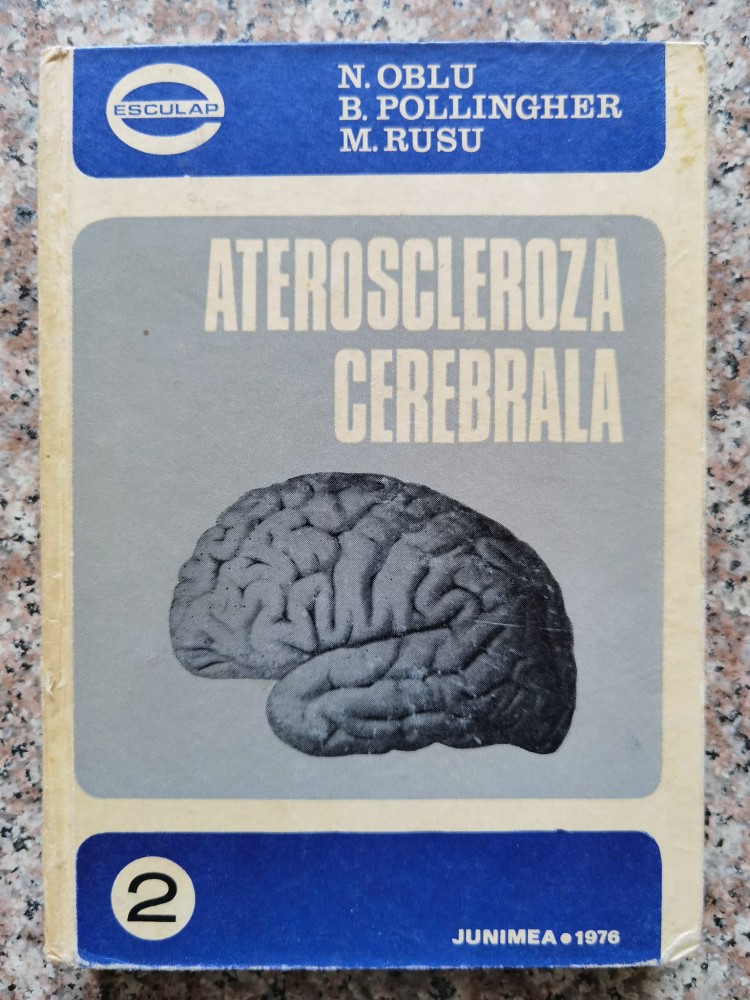 ESCULAP
N. OBLU
B. POLLINGHER
M. RUSU
ATEROSCLEROZA
CEREBRALA
2
JUNIMEA • 1976